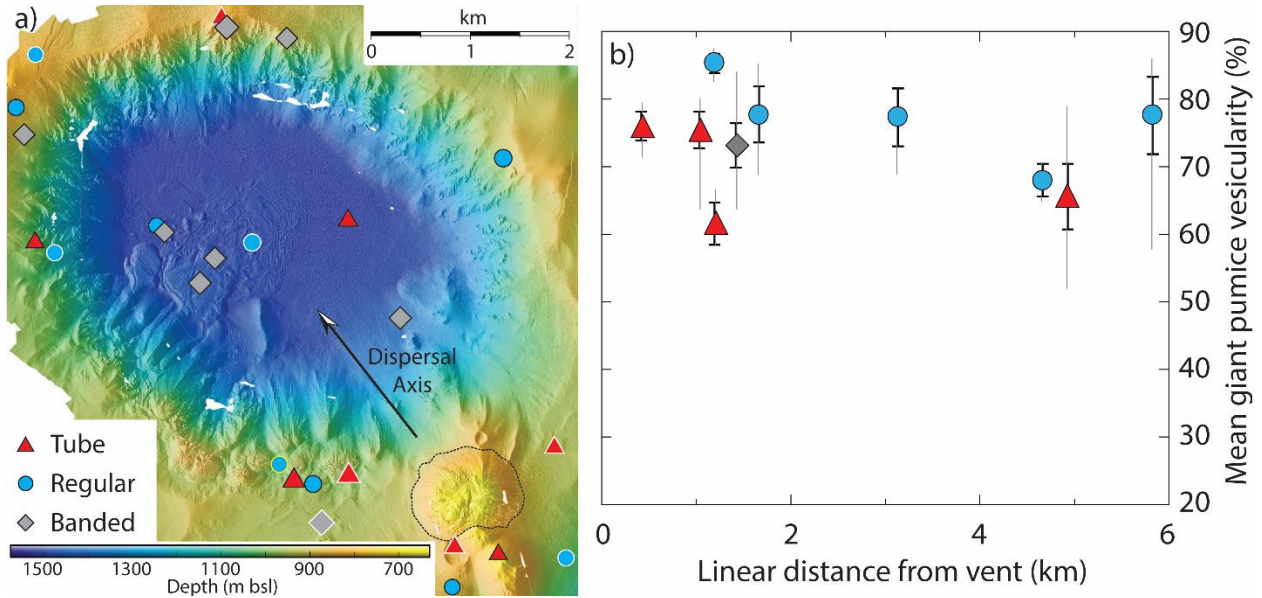 a)
km
0 1 2
Dispersal
Axis
Tube
Regular
Banded
1500 1300 1100 900 700
Depth (m bsl)
b)
90
80
70
60
50
40
30
20
Mean giant pumice vesicularity (%)
0 2 4 6
Linear distance from vent (km)